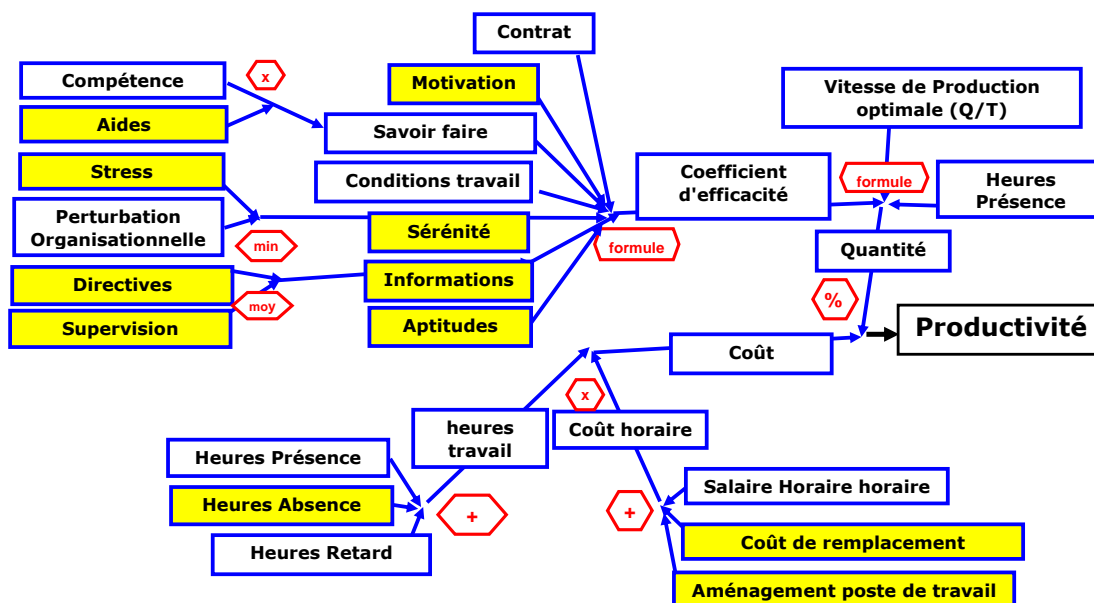 Contrat
Compétence
x
Motivation
Vitesse de Production
optimale (Q/T)
Aides
Savoir faire
Stress
Conditions travail
Coefficient
d'efficacité
formule
Heures
Présence
Perturbation
Organisationnelle
min
Sérénité
formule
Quantité
Directives
moy
Informations
%
Supervision
Aptitudes
Productivité
Coût
x
heures
travail
Coût horaire
Heures Présence
Salaire Horaire horaire
Heures Absence
+
+
Coût de remplacement
Heures Retard
Aménagement poste de travail